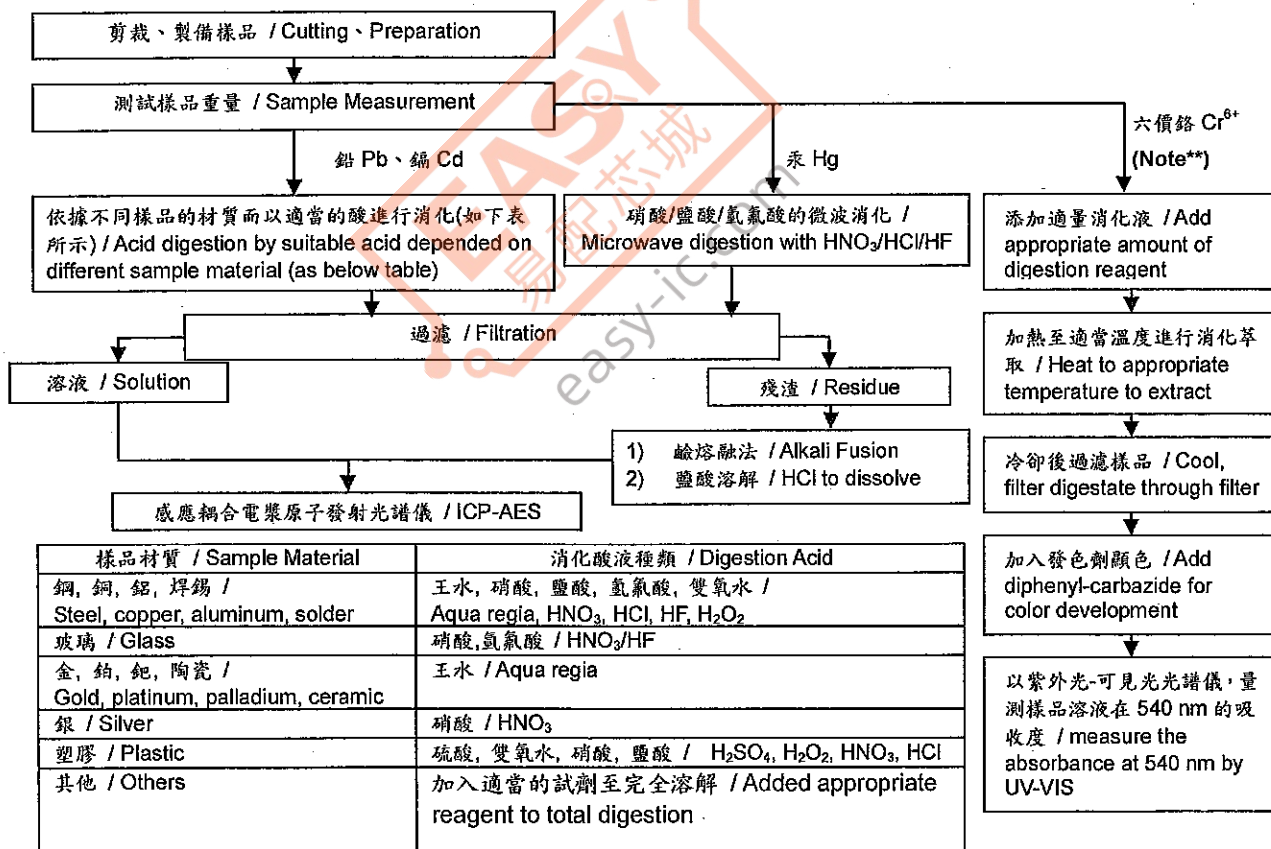 剪裁、製備樣品 / Cutting、Preparation
測試樣品重量 / Sample Measurement
鉛 Pb、鎘 Cd
汞 Hg
六價鉻 Cr⁶⁺
(Note**)
依據不同樣品的材質而以適當的酸進行消化(如下表
所示) / Acid digestion by suitable acid depended on
different sample material (as below table)
硝酸/鹽酸/氫氟酸的微波消化 /
Microwave digestion with HNO₃/HCl/HF
添加適量消化液 / Add
appropriate amount of
digestion reagent
過濾 / Filtration
溶液 / Solution
殘渣 / Residue
加熱至適當溫度進行消化萃
取 / Heat to appropriate
temperature to extract
1) 鹼熔融法 / Alkali Fusion
2) 鹽酸溶解 / HCl to dissolve
冷卻後過濾樣品 / Cool,
filter digestate through filter
感應耦合電漿原子發射光譜儀 / ICP-AES
加入發色劑顯色 / Add
diphenyl-carbazide for
color development
以紫外光-可見光光譜儀,量
測樣品溶液在 540 nm 的吸
收度 / measure the
absorbance at 540 nm by
UV-VIS
樣品材質 / Sample Material
消化酸液種類 / Digestion Acid
鋼, 銅, 鋁, 焊錫 /
Steel, copper, aluminum, solder
王水, 硝酸, 鹽酸, 氫氟酸, 雙氧水 /
Aqua regia, HNO₃, HCl, HF, H₂O₂
玻璃 / Glass
硝酸,氫氟酸 / HNO₃/HF
金, 鉑, 鈀, 陶瓷 /
Gold, platinum, palladium, ceramic
王水 / Aqua regia
銀 / Silver
硝酸 / HNO₃
塑膠 / Plastic
硫酸, 雙氧水, 硝酸, 鹽酸 / H₂SO₄, H₂O₂, HNO₃, HCl
其他 / Others
加入適當的試劑至完全溶解 / Added appropriate
reagent to total digestion
EASY
易配芯城
easy-ic.com